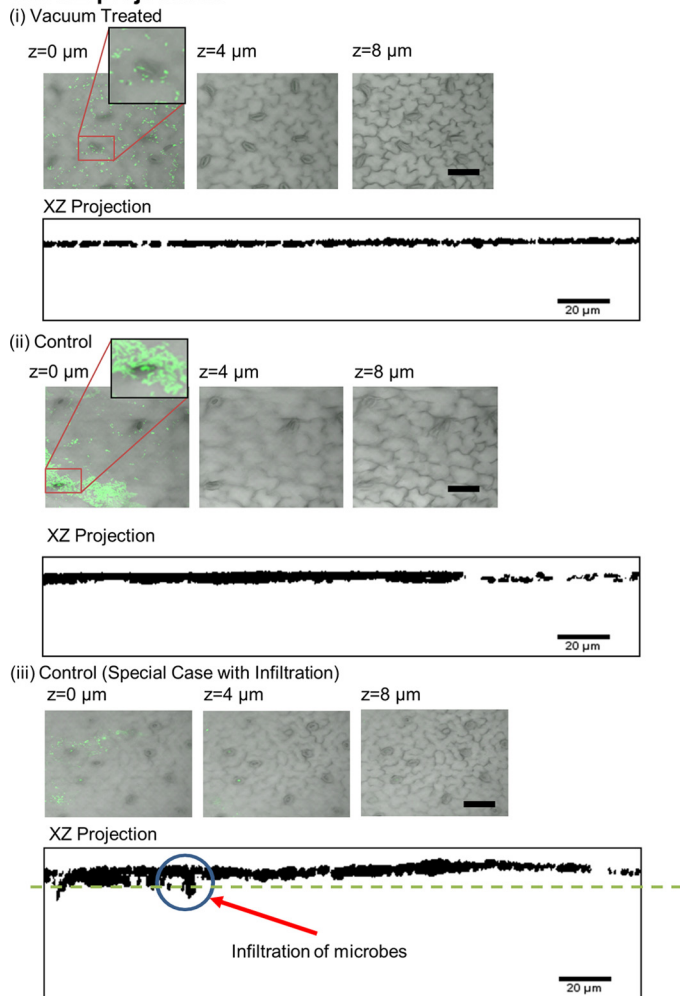 (i) Vacuum Treated
z=0 µm
z=4 µm
z=8 µm
XZ Projection
20 µm
(ii) Control
z=0 µm
z=4 µm
z=8 µm
XZ Projection
20 µm
(iii) Control (Special Case with Infiltration)
z=0 µm
z=4 µm
z=8 µm
XZ Projection
Infiltration of microbes
20 µm